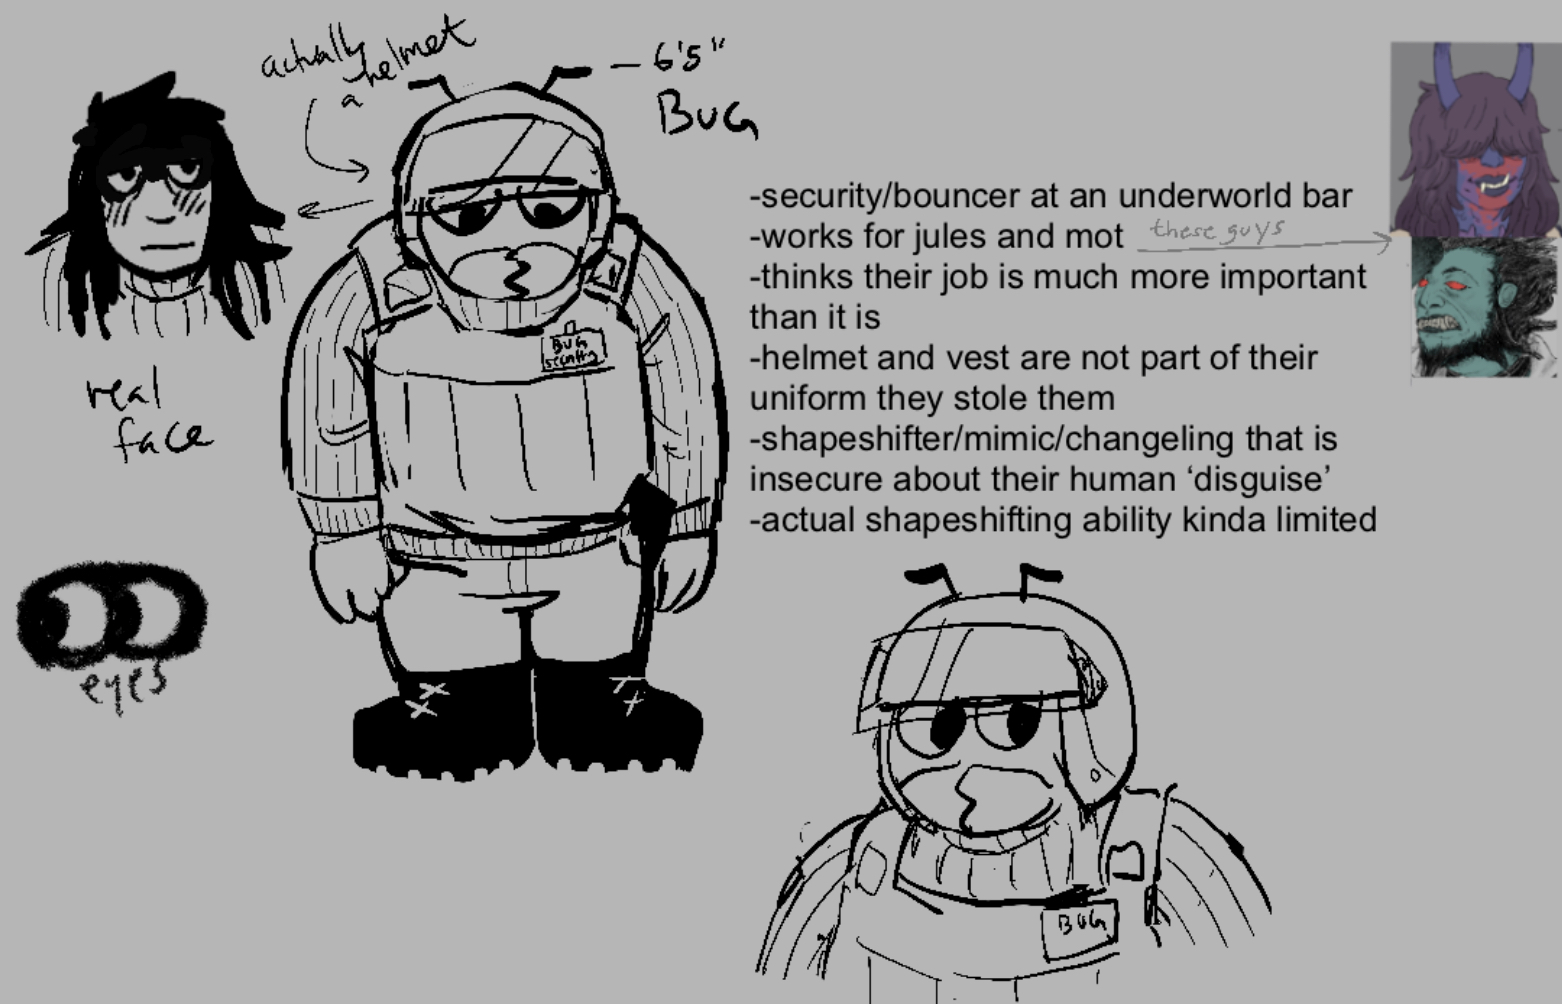 actually
a helmet
— 6'5"
BUG
-security/bouncer at an underworld bar
-works for jules and mot these guys
-thinks their job is much more important
than it is
-helmet and vest are not part of their
uniform they stole them
-shapeshifter/mimic/changeling that is
insecure about their human ‘disguise’
-actual shapeshifting ability kinda limited
BUG
security
real
face
eyes
BUG